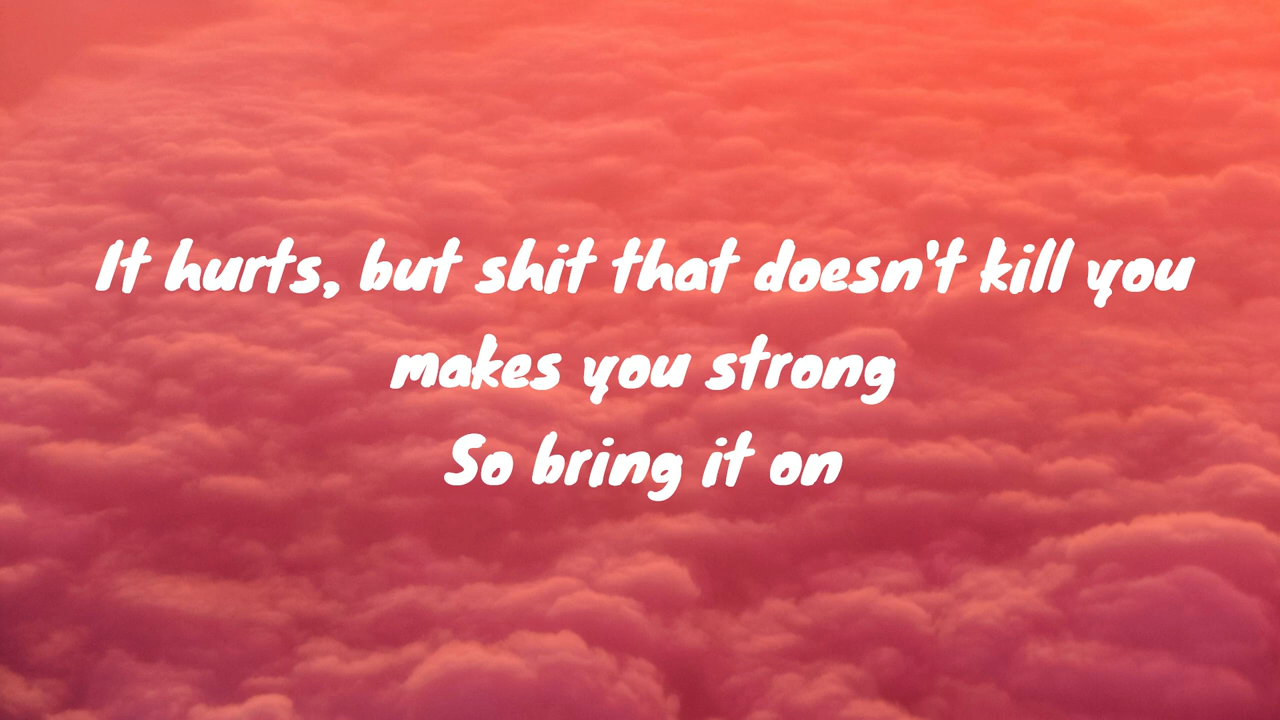 It hurts, but shit that doesn't kill you
makes you strong
So bring it on